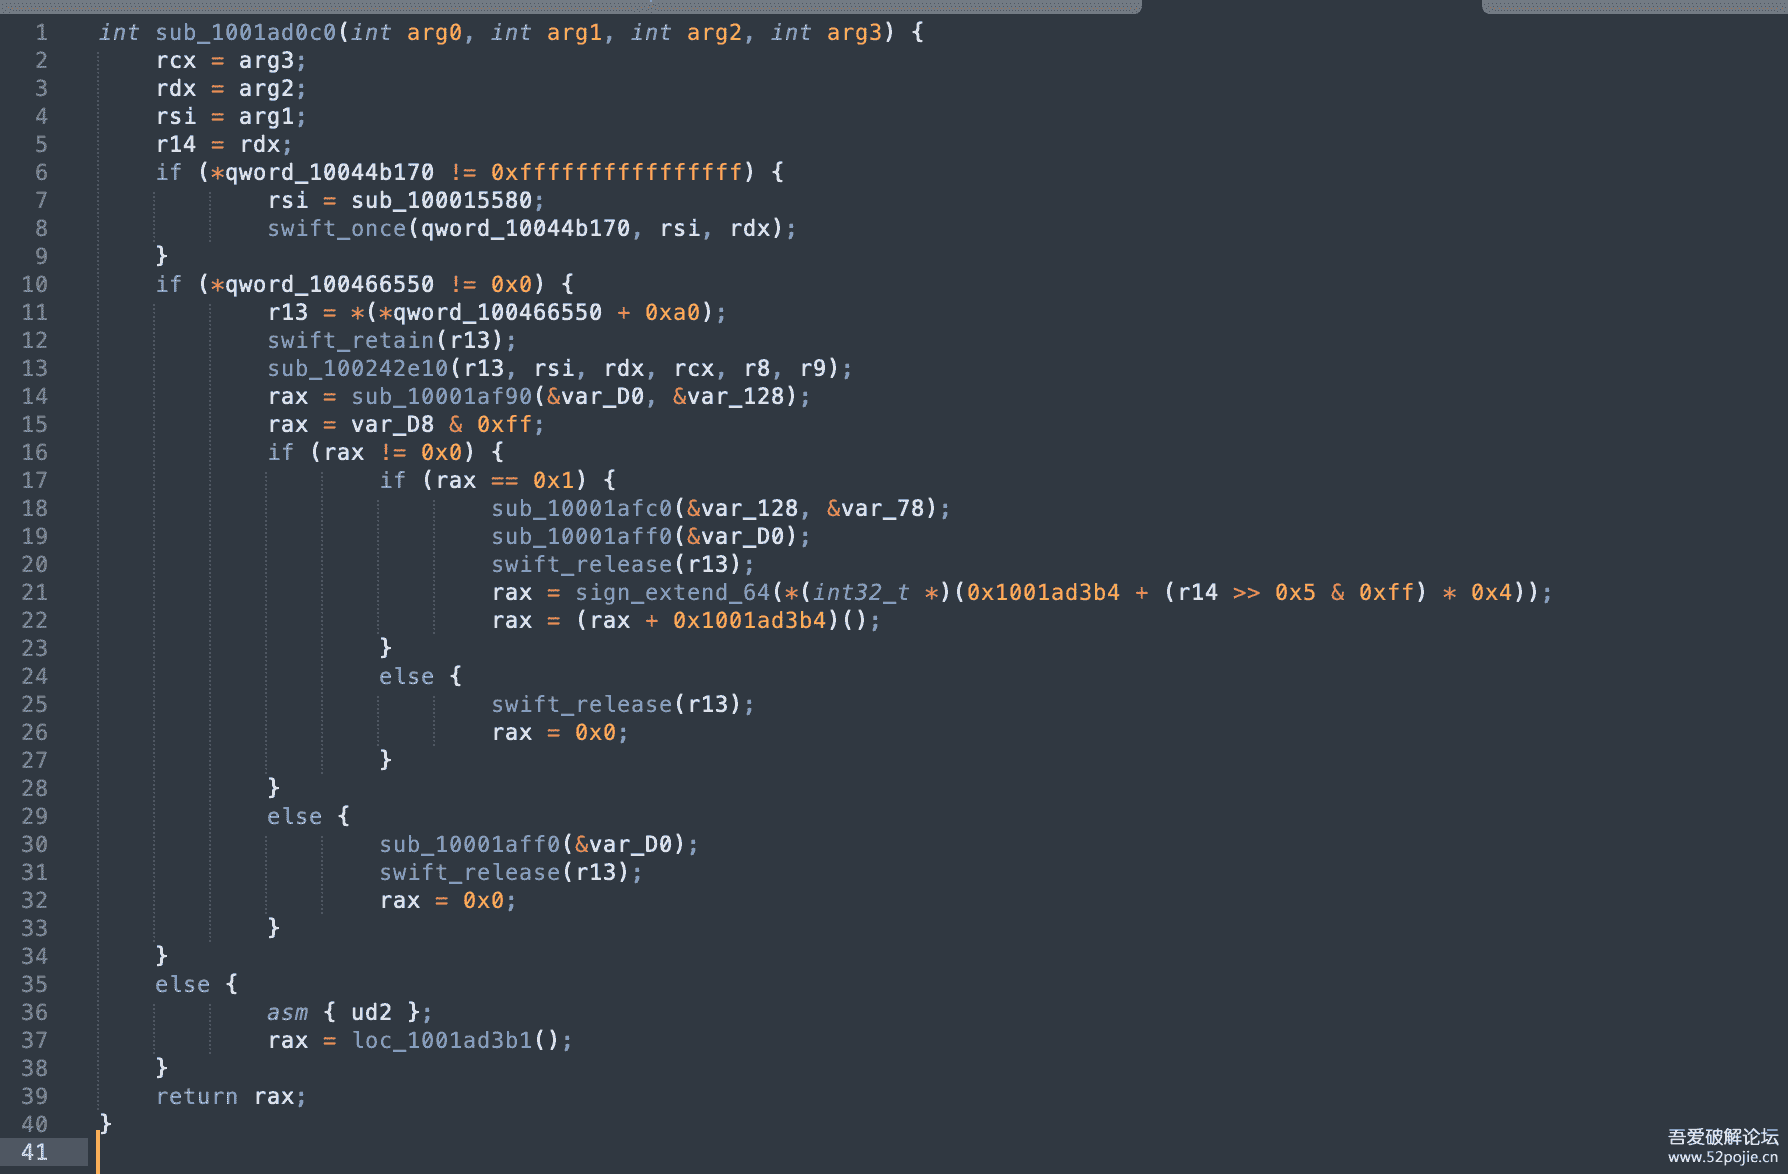 1 int sub_1001ad0c0(int arg0, int arg1, int arg2, int arg3) {
2 rcx = arg3;
3 rdx = arg2;
4 rsi = arg1;
5 r14 = rdx;
6 if (*qword_10044b170 != 0xffffffffffffffff) {
7 rsi = sub_100015580;
8 swift_once(qword_10044b170, rsi, rdx);
9 }
10 if (*qword_100466550 != 0x0) {
11 r13 = *(*qword_100466550 + 0xa0);
12 swift_retain(r13);
13 sub_100242e10(r13, rsi, rdx, rcx, r8, r9);
14 rax = sub_10001af90(&var_D0, &var_128);
15 rax = var_D8 & 0xff;
16 if (rax != 0x0) {
17 if (rax == 0x1) {
18 sub_10001afc0(&var_128, &var_78);
19 sub_10001aff0(&var_D0);
20 swift_release(r13);
21 rax = sign_extend_64(*(int32_t *)(0x1001ad3b4 + (r14 >> 0x5 & 0xff) * 0x4));
22 rax = (rax + 0x1001ad3b4)();
23 }
24 else {
25 swift_release(r13);
26 rax = 0x0;
27 }
28 }
29 else {
30 sub_10001aff0(&var_D0);
31 swift_release(r13);
32 rax = 0x0;
33 }
34 }
35 else {
36 asm { ud2 };
37 rax = loc_1001ad3b1();
38 }
39 return rax;
40 }
41
吾爱破解论坛
www.52pojie.cn